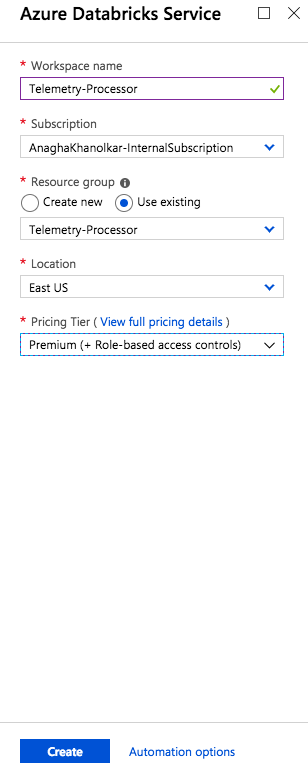 Azure Databricks Service
* Workspace name
Telemetry-Processor
* Subscription
AnaghaKhanolkar-InternalSubscription
* Resource group
Create new Use existing
Telemetry-Processor
* Location
East US
* Pricing Tier ( View full pricing details )
Premium (+ Role-based access controls)
Create Automation options